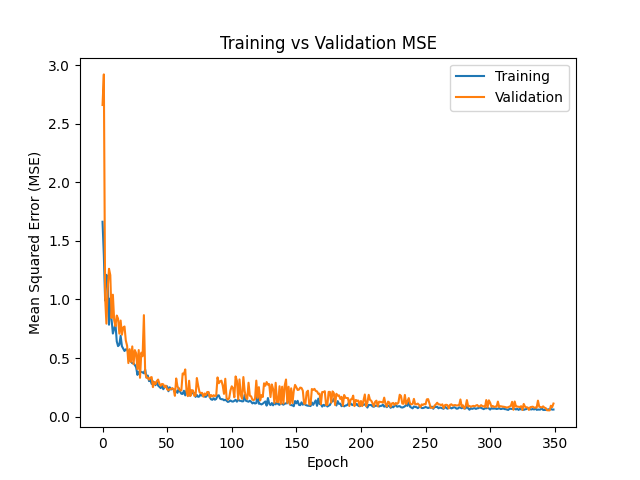 Training vs Validation MSE
Training
Validation
Mean Squared Error (MSE)
3.0
2.5
2.0
1.5
1.0
0.5
0.0
0 50 100 150 200 250 300 350
Epoch